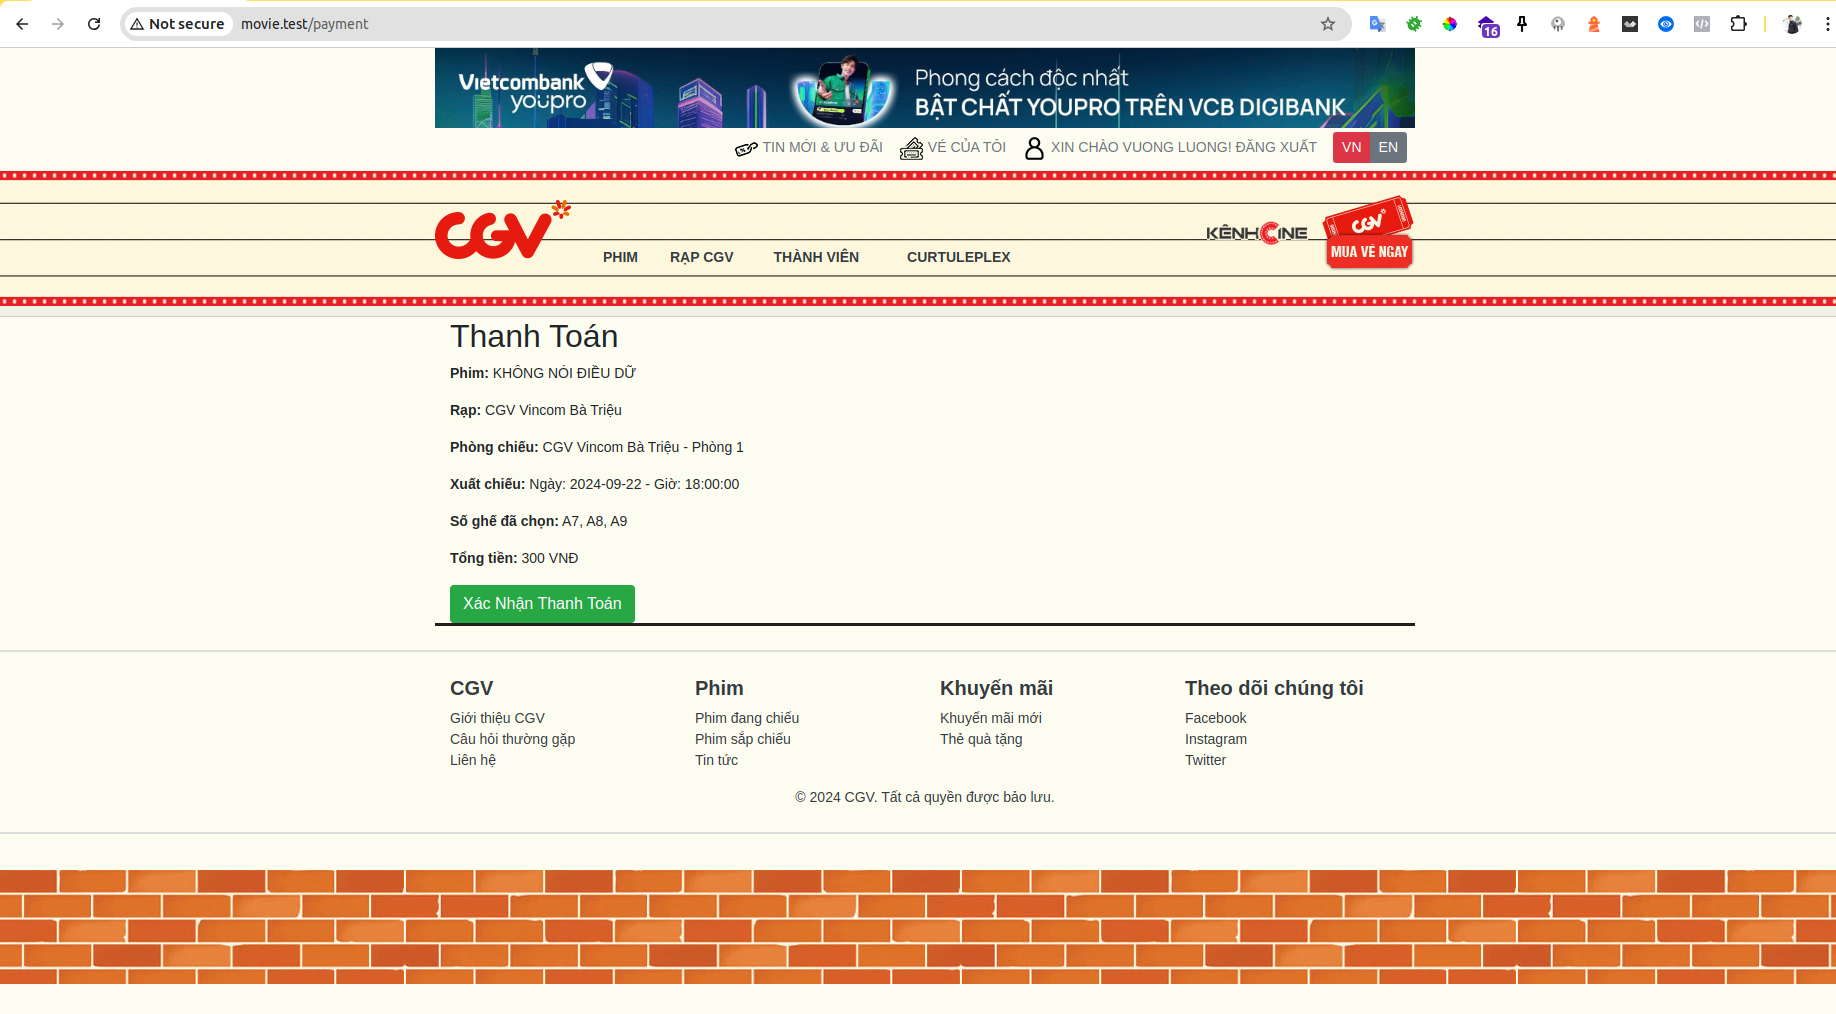 Not secure movie.test/payment
16
Vietcombank
youpro
Phong cách độc nhất
BẬT CHẤT YOUPRO TRÊN VCB DIGIBANK
TIN MỚI & ƯU ĐÃI VÉ CỦA TÔI XIN CHÀO VUONG LUONG! ĐĂNG XUẤT VN EN
CGV
KÊNH CINE
CGV
MUA VÉ NGAY
PHIM RẠP CGV THÀNH VIÊN CURTULEPLEX
Thanh Toán
Phim: KHÔNG NÓI ĐIỀU DỮ
Rạp: CGV Vincom Bà Triệu
Phòng chiếu: CGV Vincom Bà Triệu - Phòng 1
Xuất chiếu: Ngày: 2024-09-22 - Giờ: 18:00:00
Số ghế đã chọn: A7, A8, A9
Tổng tiền: 300 VNĐ
Xác Nhận Thanh Toán
CGV Phim Khuyến mãi Theo dõi chúng tôi
Giới thiệu CGV Phim đang chiếu Khuyến mãi mới Facebook
Câu hỏi thường gặp Phim sắp chiếu Thẻ quà tặng Instagram
Liên hệ Tin tức Twitter
© 2024 CGV. Tất cả quyền được bảo lưu.